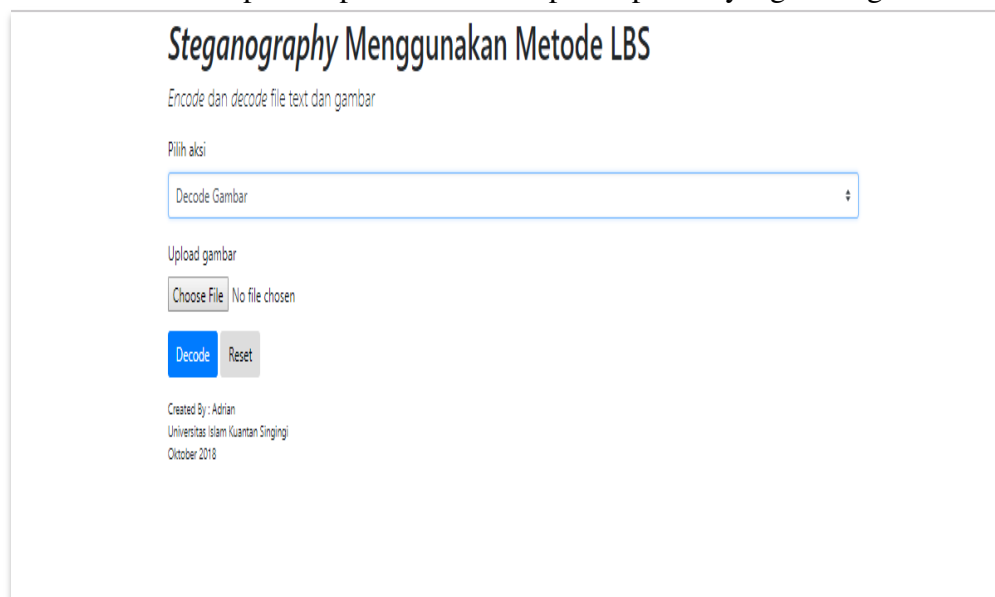 Steganography Menggunakan Metode LBS
Encode dan decode file text dan gambar
Pilih aksi
Decode Gambar
Upload gambar
Choose File No file chosen
Decode Reset
Created By : Adrian
Universitas Islam Kuantan Singingi
Oktober 2018